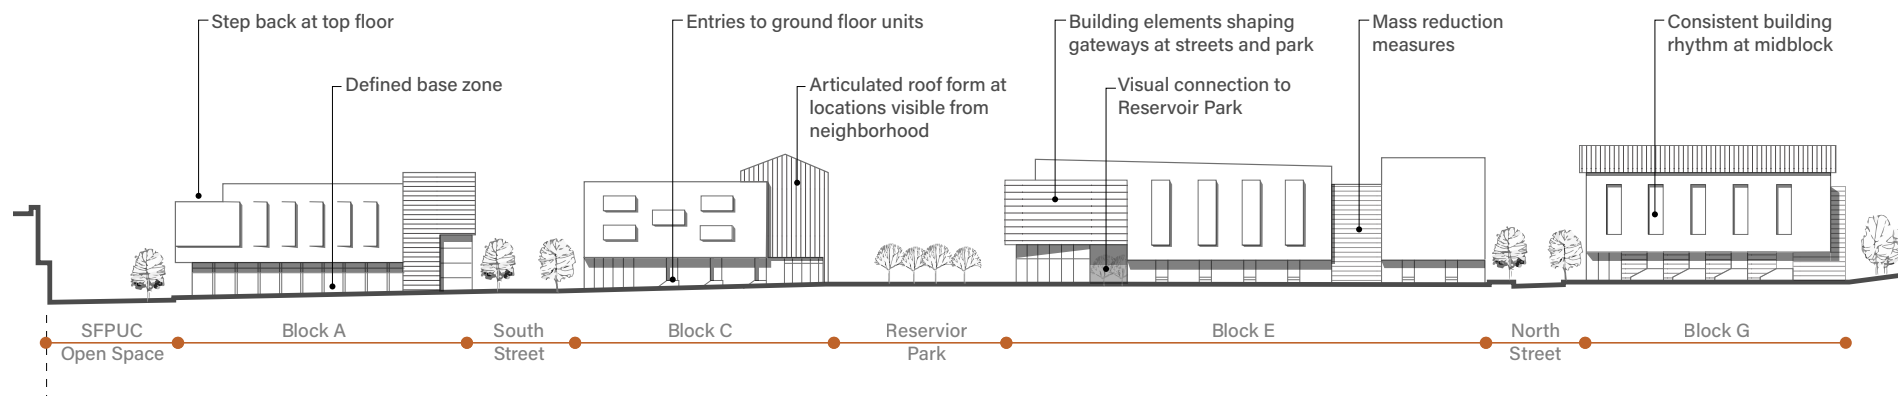 Step back at top floor
Defined base zone
Entries to ground floor units
Articulated roof form at
locations visible from
neighborhood
Building elements shaping
gateways at streets and park
Visual connection to
Reservoir Park
Mass reduction
measures
Consistent building
rhythm at midblock
SFPUC
Open Space
Block A
South
Street
Block C
Reservior
Park
Block E
North
Street
Block G